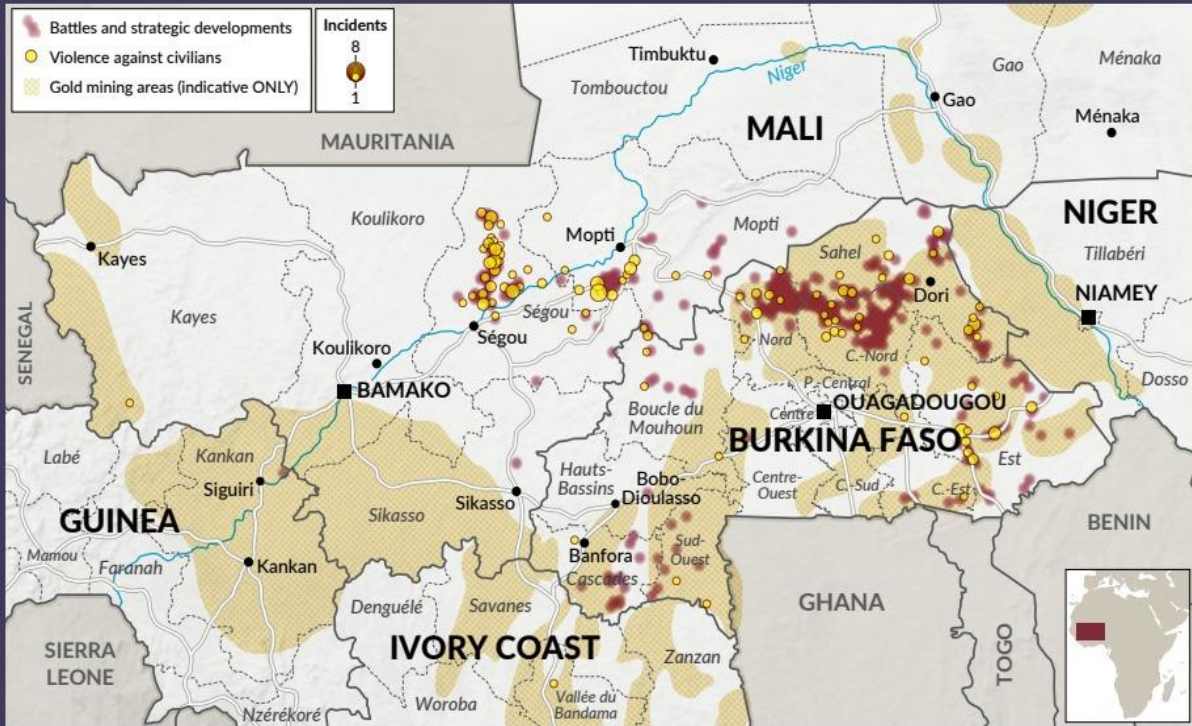 Battles and strategic developments
Violence against civilians
Gold mining areas (indicative ONLY)
Incidents
8
1
Timbuktu
Tombouctou
Niger
Gao
Ménaka
Gao
Ménaka
MALI
MAURITANIA
Koulikoro
Mopti
Mopti
Sahel
NIGER
Tillabéri
Kayes
Kayes
SENEGAL
Dori
NIAMEY
Ségou
Ségou
Koulikoro
Nord
C.-Nord
BAMAKO
P.-Central
Dosso
Centre
OUAGADOUGOU
Boucle du
Mouhoun
BURKINA FASO
Labé
Kankan
Siguiri
Hauts-
Bassins
Bobo-
Dioulasso
Centre-
Ouest
C.-Sud
C.-Est
Est
Sikasso
Sikasso
GUINEA
BENIN
Mamou
Faranah
Kankan
Banfora
Cascades
Sud-
Ouest
Denguélé
Savanes
GHANA
TOGO
SIERRA
LEONE
IVORY COAST
Zanzan
Woroba
Vallée du
Bandama
Nzérékoré